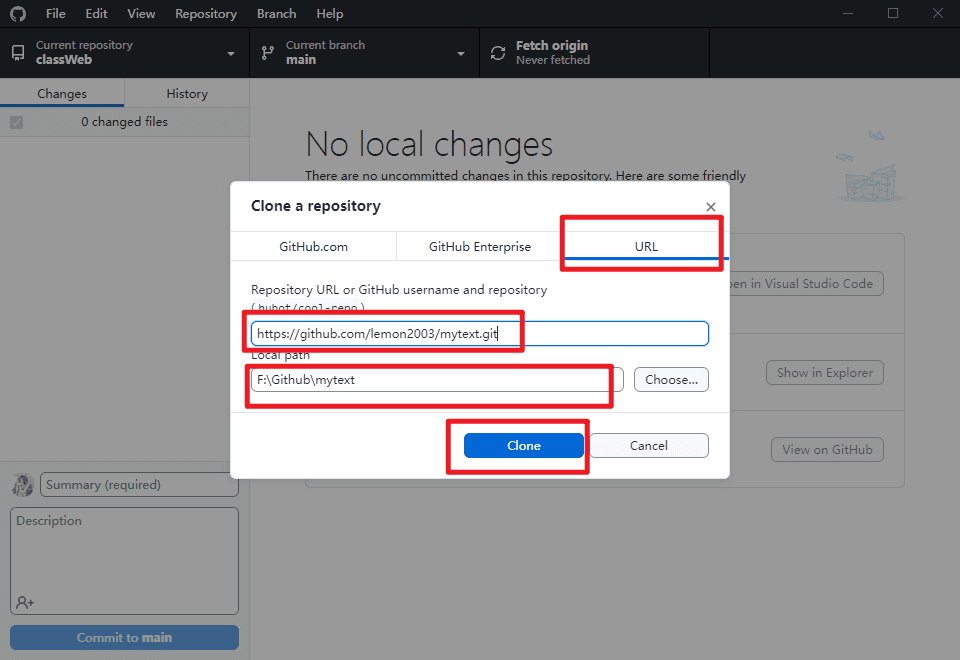 File Edit View Repository Branch Help
Current repository
classWeb
Current branch
main
Fetch origin
Never fetched
Changes History
0 changed files
No local changes
There are no uncommitted changes in this repository. Here are some friendly
Clone a repository
GitHub.com GitHub Enterprise URL
Repository URL or GitHub username and repository
(hubot/cool-repo)
https://github.com/lemon2003/mytext.git
Local path
F:\Github\mytext
Choose...
Clone Cancel
pen in Visual Studio Code
Show in Explorer
View on GitHub
Summary (required)
Description
Commit to main